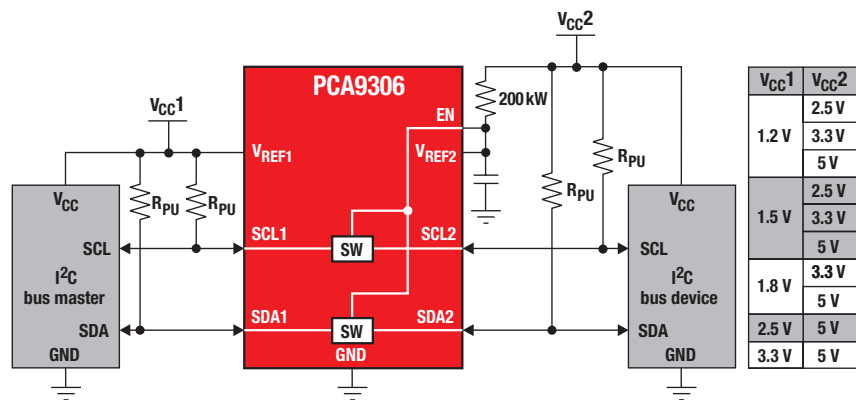 VCC2
PCA9306
200 kW
EN
VCC1
VREF1
VREF2
RPU
RPU
RPU
RPU
VCC
VCC
SCL
SCL1
SW
SCL2
SCL
I²C
bus master
I²C
bus device
SDA
SDA1
SW
SDA2
SDA
GND
GND
GND
VCC1 VCC2
1.2 V 2.5 V
3.3 V
5 V
1.5 V 2.5 V
3.3 V
5 V
1.8 V 3.3 V
5 V
2.5 V 5 V
3.3 V 5 V